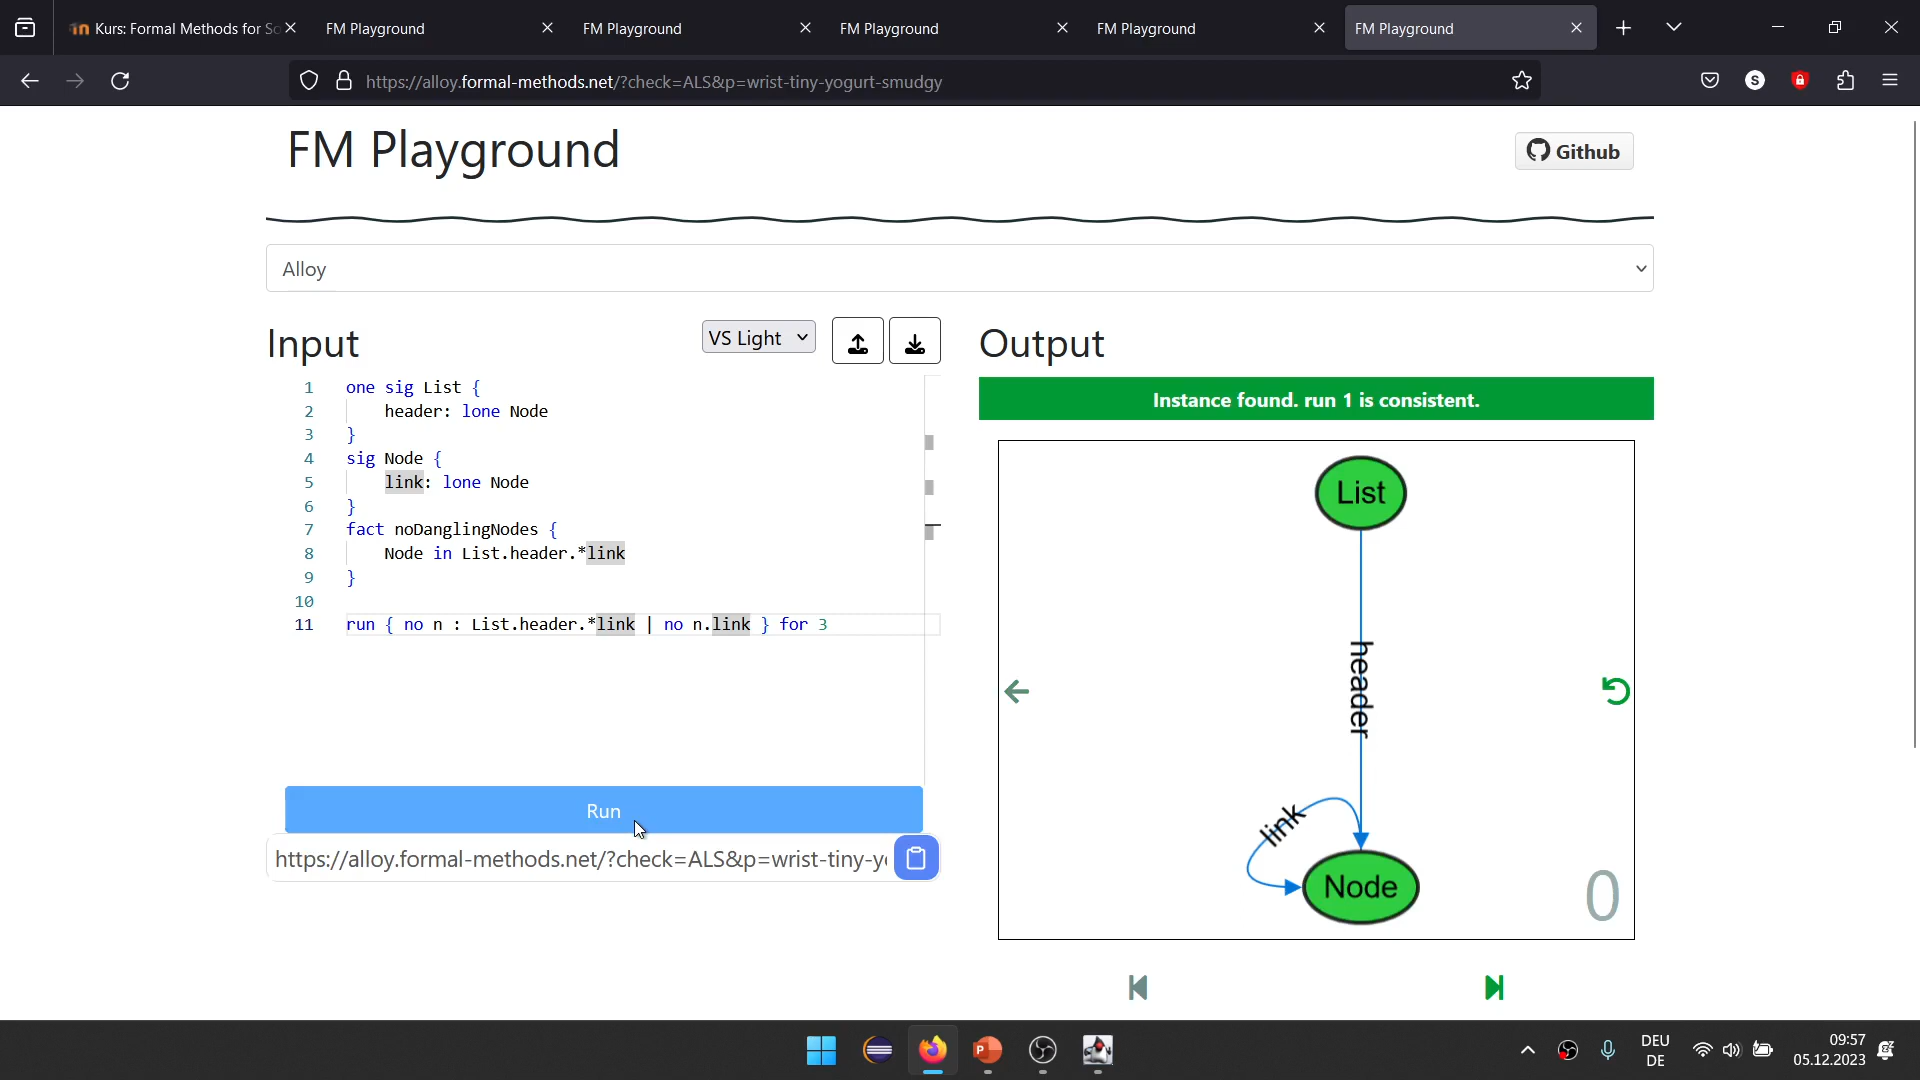 Kurs: Formal Methods for So
FM Playground
FM Playground
FM Playground
FM Playground
FM Playground
https://alloy.formal-methods.net/?check=ALS&p=wrist-tiny-yogurt-smudgy
S
FM Playground
Github
Alloy
Input
VS Light
Output
1 one sig List {
2 header: lone Node
3 }
4 sig Node {
5 link: lone Node
6 }
7 fact noDanglingNodes {
8 Node in List.header.*link
9 }
10
11 run { no n : List.header.*link | no n.link } for 3
Instance found. run 1 is consistent.
List
header
link
Node
0
Run
https://alloy.formal-methods.net/?check=ALS&p=wrist-tiny-y
DEU
DE
09:57
05.12.2023